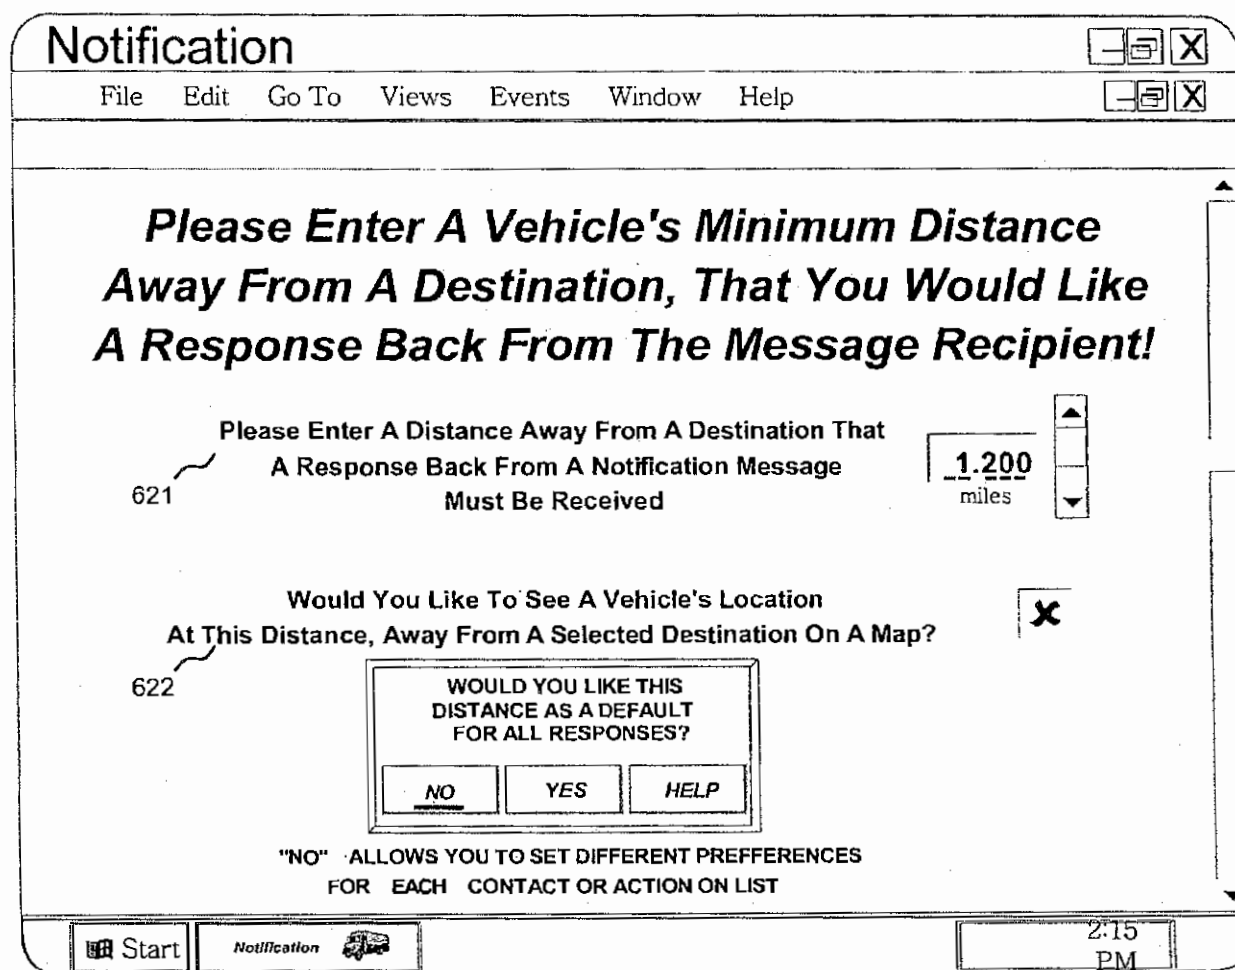 Notification
File Edit Go To Views Events Window Help
Please Enter A Vehicle's Minimum Distance
Away From A Destination, That You Would Like
A Response Back From The Message Recipient!
Please Enter A Distance Away From A Destination That
A Response Back From A Notification Message
Must Be Received
621
1.200
miles
Would You Like To See A Vehicle's Location
At This Distance, Away From A Selected Destination On A Map?
X
622
WOULD YOU LIKE THIS
DISTANCE AS A DEFAULT
FOR ALL RESPONSES?
NO YES HELP
"NO" ALLOWS YOU TO SET DIFFERENT PREFFERENCES
FOR EACH CONTACT OR ACTION ON LIST
Start Notification 2:15
PM